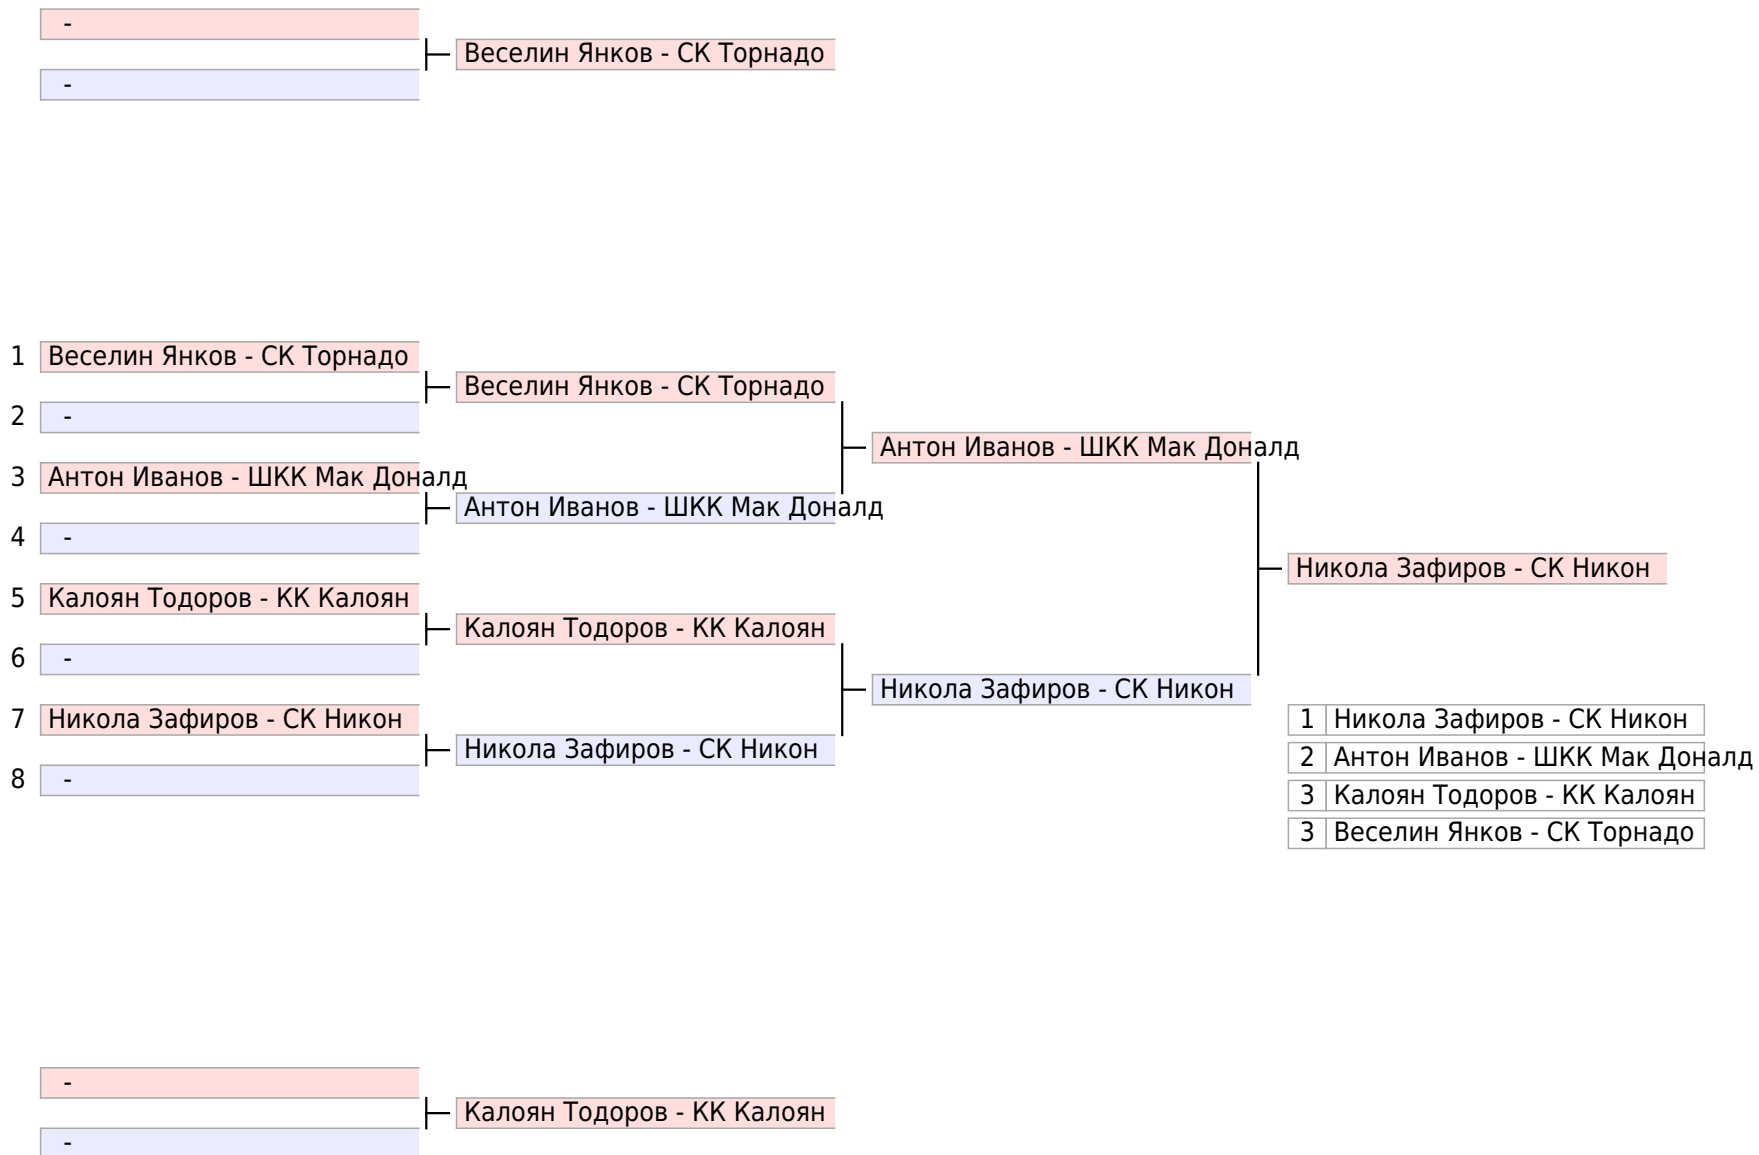 -
Веселин Янков - СК Торнадо
-
1 Веселин Янков - СК Торнадо
Веселин Янков - СК Торнадо
2 -
Антон Иванов - ШКК Мак Доналд
3 Антон Иванов - ШКК Мак Доналд
Антон Иванов - ШКК Мак Доналд
4 -
Никола Зафиров - СК Никон
5 Калоян Тодоров - КК Калоян
Калоян Тодоров - КК Калоян
6 -
Никола Зафиров - СК Никон
7 Никола Зафиров - СК Никон
Никола Зафиров - СК Никон
8 -
1 Никола Зафиров - СК Никон
2 Антон Иванов - ШКК Мак Доналд
3 Калоян Тодоров - КК Калоян
3 Веселин Янков - СК Торнадо
-
Калоян Тодоров - КК Калоян
-